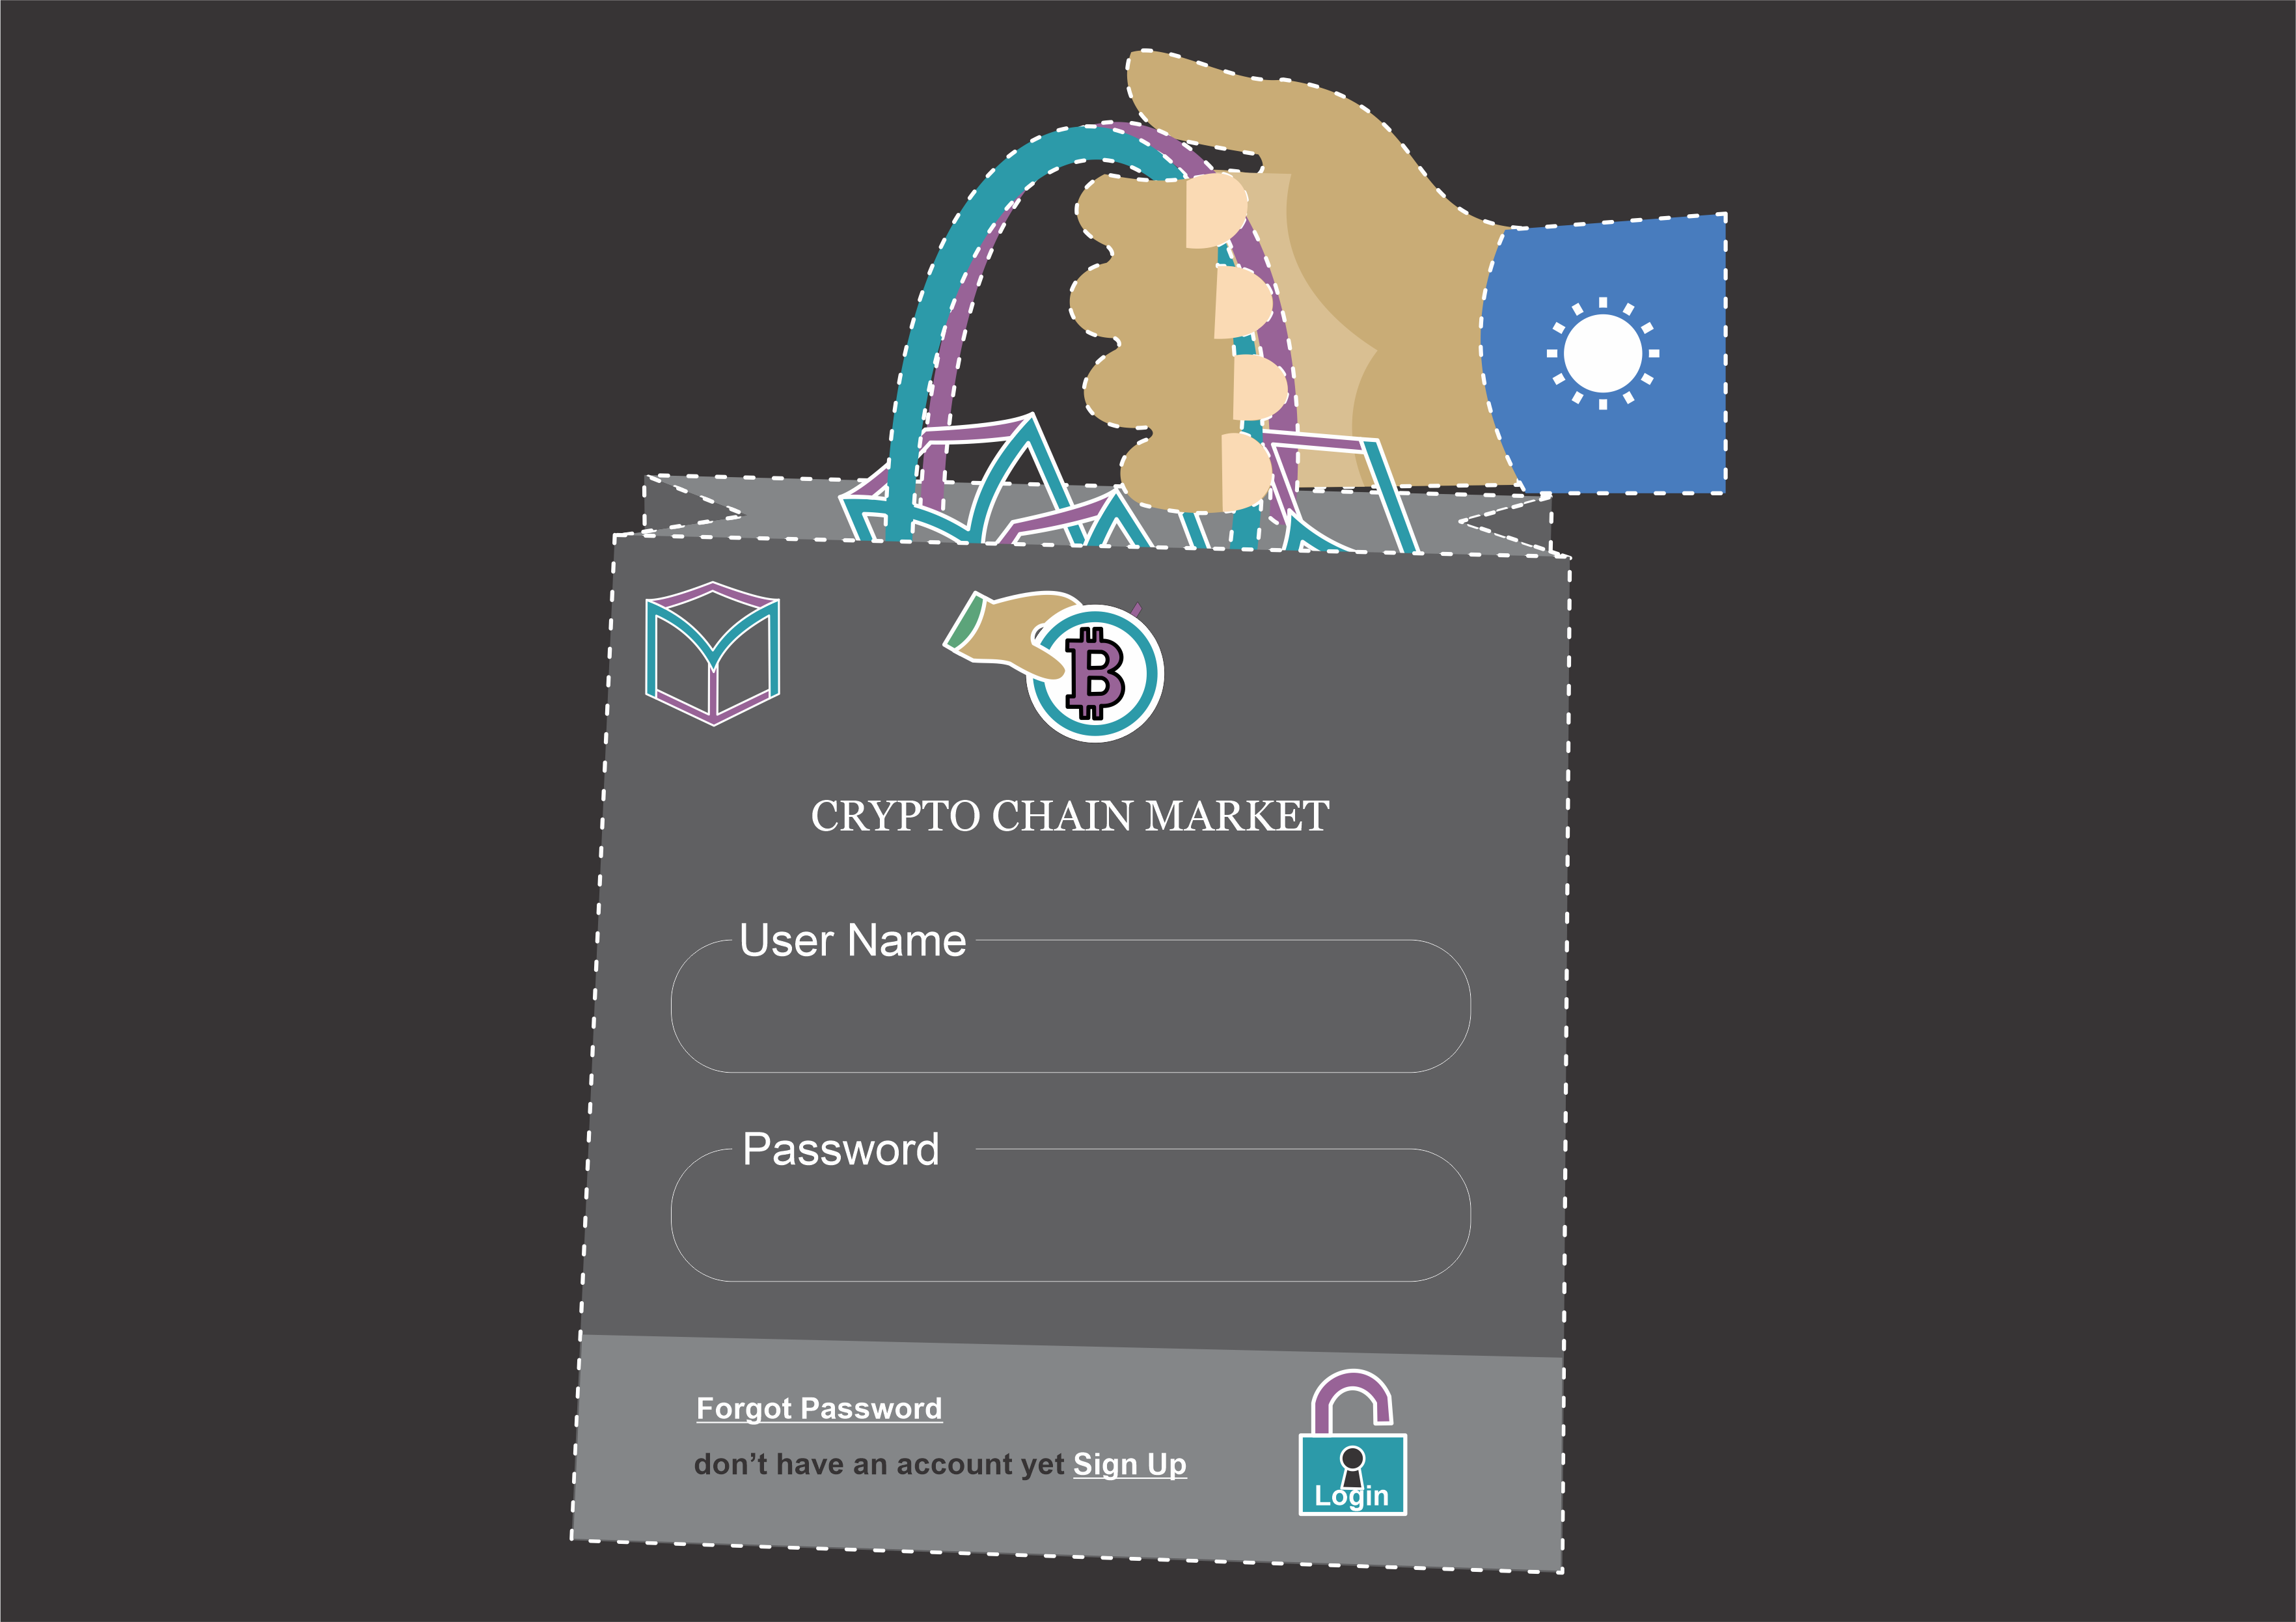 CRYPTO CHAIN MARKET
User Name
Password
Forgot Password
don’t have an account yet Sign Up
Login